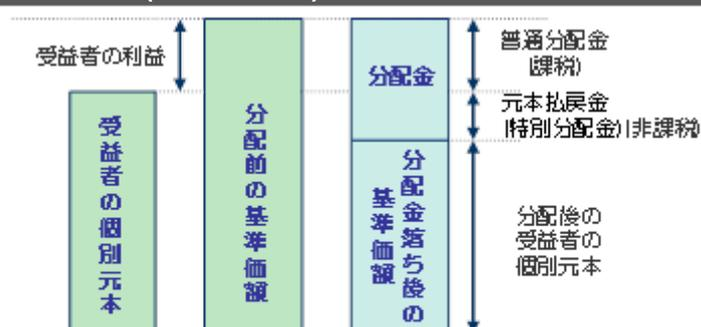 受益者の利益
受益者の個別元本
分配前の基準価額
分配金
分配金落ち後の
基準価額
普通分配金
(課税)
元本払戻金
(特別分配金)(非課税)
分配後の
受益者の
個別元本